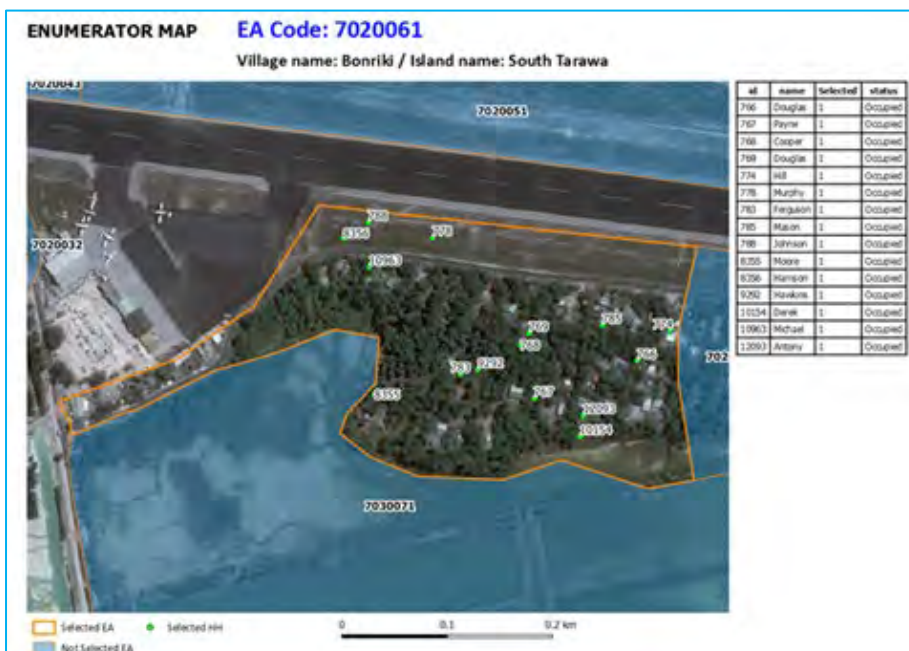 ENUMERATOR MAP EA Code: 7020061
Village name: Bonriki / Island name: South Tarawa
7020043
7020051
7020032
788
8356
778
10963
769
785
774
768
766
783
9292
8355
767
12093
10154
702
7030071
id name Selected status
766 Douglas 1 Occupied
767 Payne 1 Occupied
768 Cooper 1 Occupied
769 Douglas 1 Occupied
774 Hill 1 Occupied
778 Murphy 1 Occupied
783 Ferguson 1 Occupied
785 Mason 1 Occupied
788 Johnson 1 Occupied
8355 Moore 1 Occupied
8356 Harrison 1 Occupied
9292 Hawkins 1 Occupied
10154 Derek 1 Occupied
10963 Michael 1 Occupied
12093 Antony 1 Occupied
Selected EA Selected HH 0 0.1 0.2 km
Not Selected EA